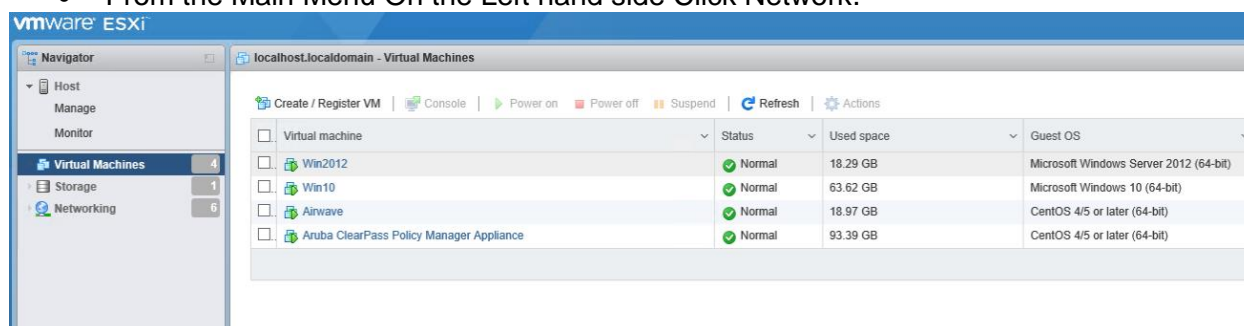 From the Main Menu On the Left hand side Click Network.
vmware ESXi
Navigator
localhost.localdomain - Virtual Machines
Host
Manage
Monitor
Virtual Machines 4
Storage 1
Networking 6
Create / Register VM | Console | Power on Power off Suspend | Refresh | Actions
Virtual machine Status Used space Guest OS
Win2012 Normal 18.29 GB Microsoft Windows Server 2012 (64-bit)
Win10 Normal 63.62 GB Microsoft Windows 10 (64-bit)
Airwave Normal 18.97 GB CentOS 4/5 or later (64-bit)
Aruba ClearPass Policy Manager Appliance Normal 93.39 GB CentOS 4/5 or later (64-bit)